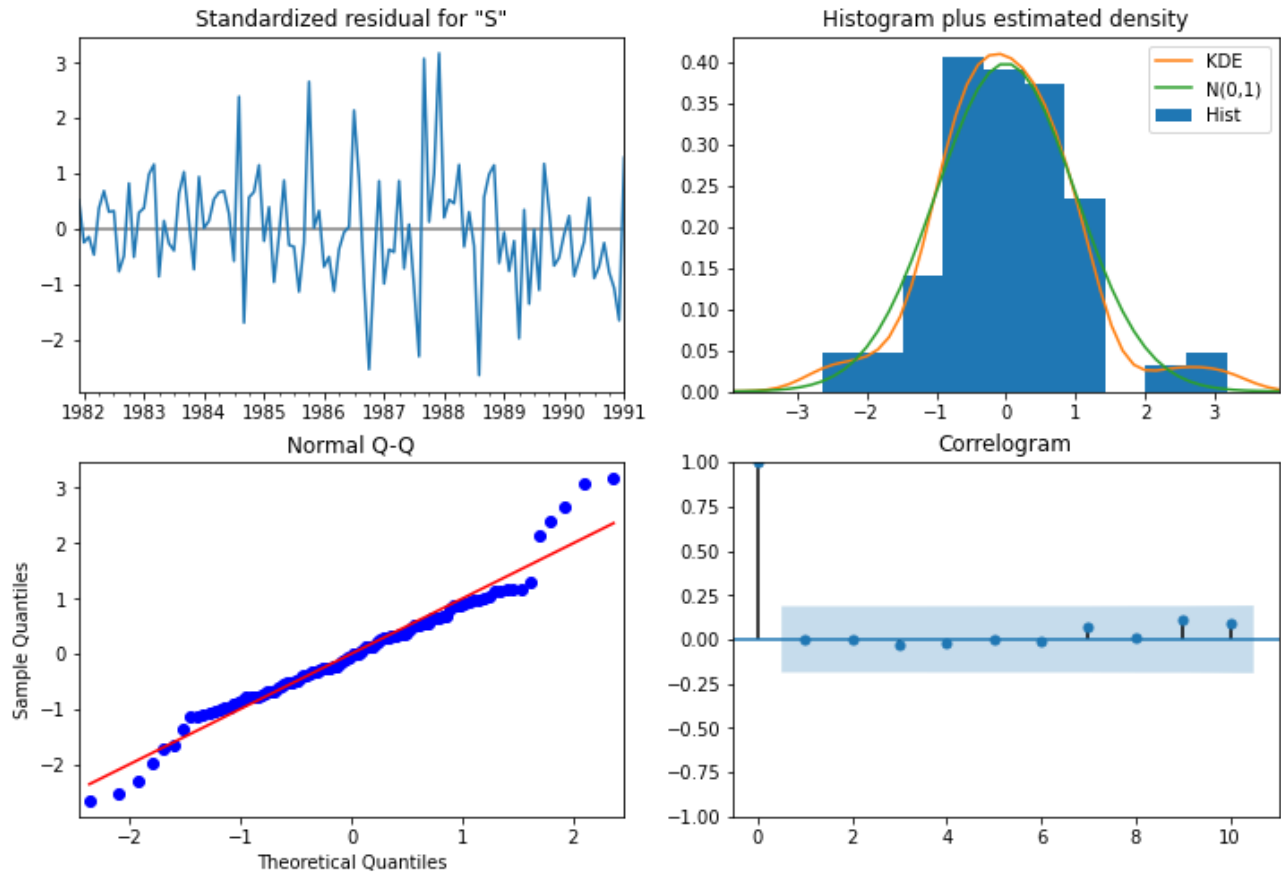 Standardized residual for "S"
3
2
1
0
−1
−2
1982 1983 1984 1985 1986 1987 1988 1989 1990 1991
Histogram plus estimated density
KDE
N(0,1)
Hist
0.40
0.35
0.30
0.25
0.20
0.15
0.10
0.05
0.00
−3 −2 −1 0 1 2 3
Normal Q-Q
Sample Quantiles
3
2
1
0
−1
−2
−2 −1 0 1 2
Theoretical Quantiles
Correlogram
1.00
0.75
0.50
0.25
0.00
−0.25
−0.50
−0.75
−1.00
0 2 4 6 8 10